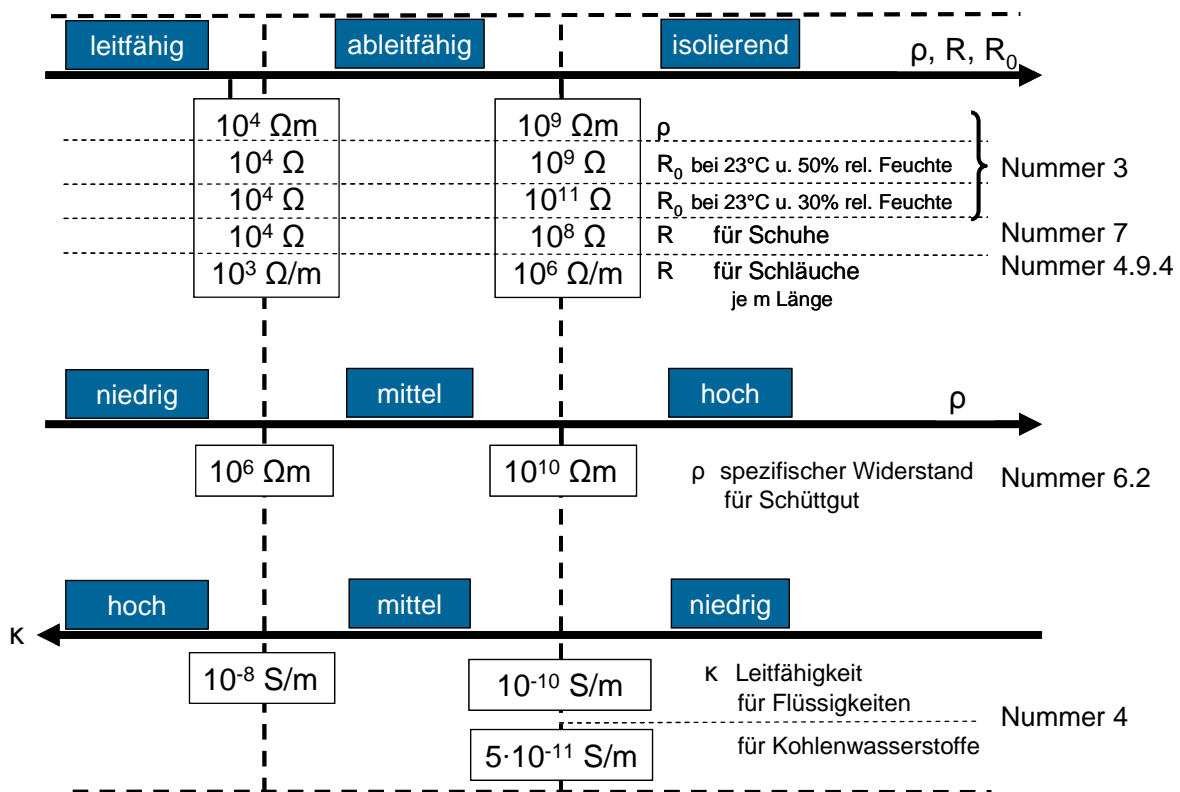 leitfähig ableitfähig isolierend
ρ, R, R₀
10⁴ Ωm 10⁹ Ωm ρ
10⁴ Ω 10⁹ Ω R₀ bei 23°C u. 50% rel. Feuchte Nummer 3
10⁴ Ω 10¹¹ Ω R₀ bei 23°C u. 30% rel. Feuchte
10⁴ Ω 10⁸ Ω R für Schuhe Nummer 7
10³ Ω/m 10⁶ Ω/m R für Schläuche Nummer 4.9.4
je m Länge
niedrig mittel hoch
ρ
10⁶ Ωm 10¹⁰ Ωm ρ spezifischer Widerstand Nummer 6.2
für Schüttgut
hoch mittel niedrig
κ
10⁻⁸ S/m 10⁻¹⁰ S/m κ Leitfähigkeit
für Flüssigkeiten
Nummer 4
5·10⁻¹¹ S/m für Kohlenwasserstoffe